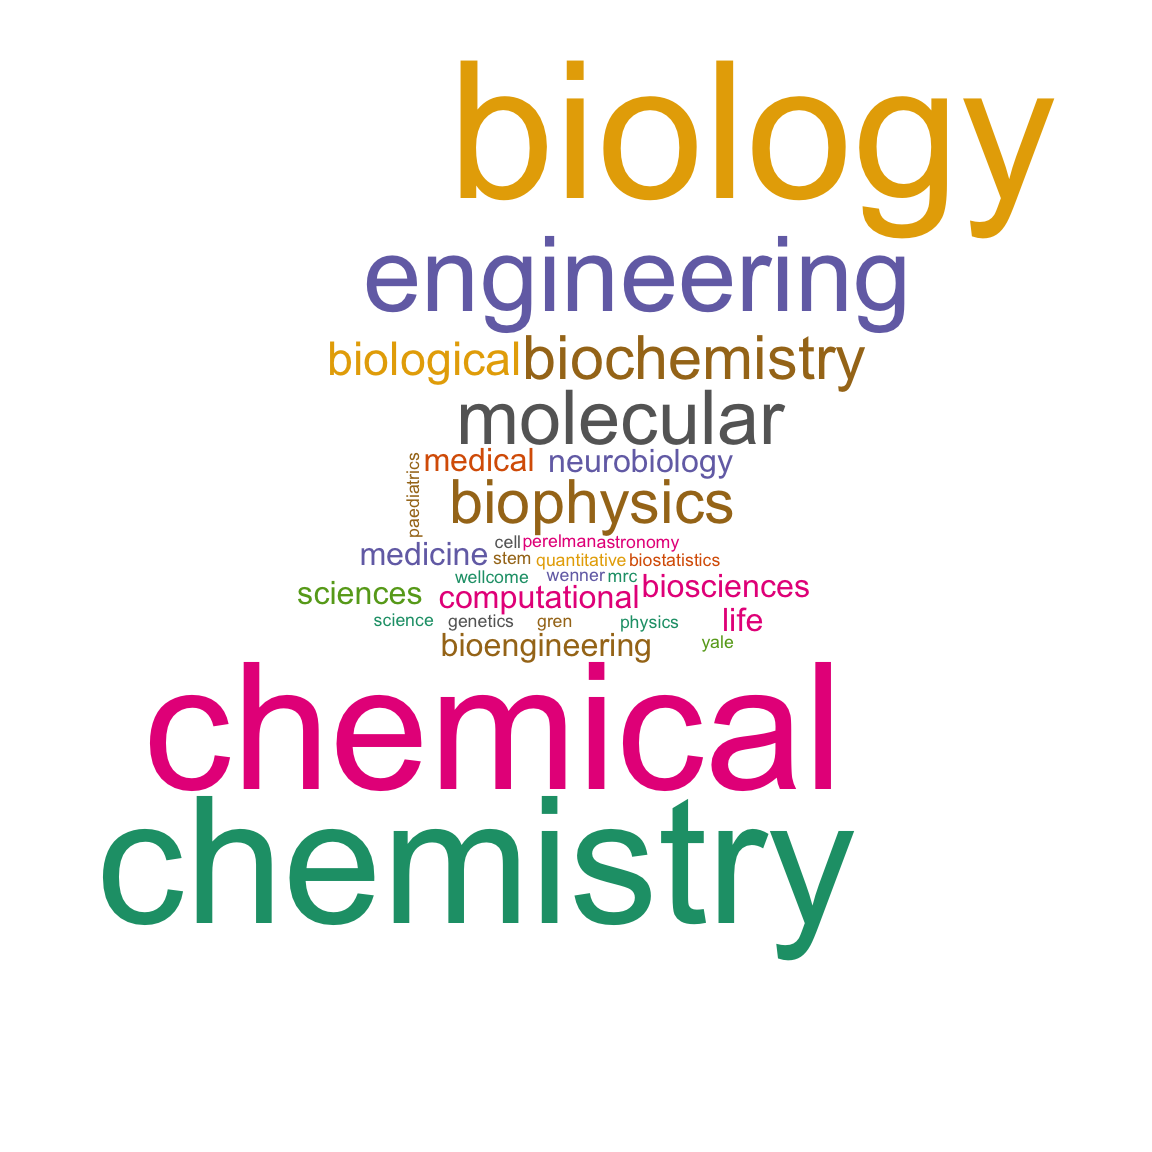 biology
engineering
biological biochemistry
molecular
paediatrics
medical neurobiology
biophysics
cell perelman astronomy
medicine stem quantitative biostatistics
wellcome wenner mrc
sciences computational biosciences
science genetics gren physics life
bioengineering yale
chemical
chemistry